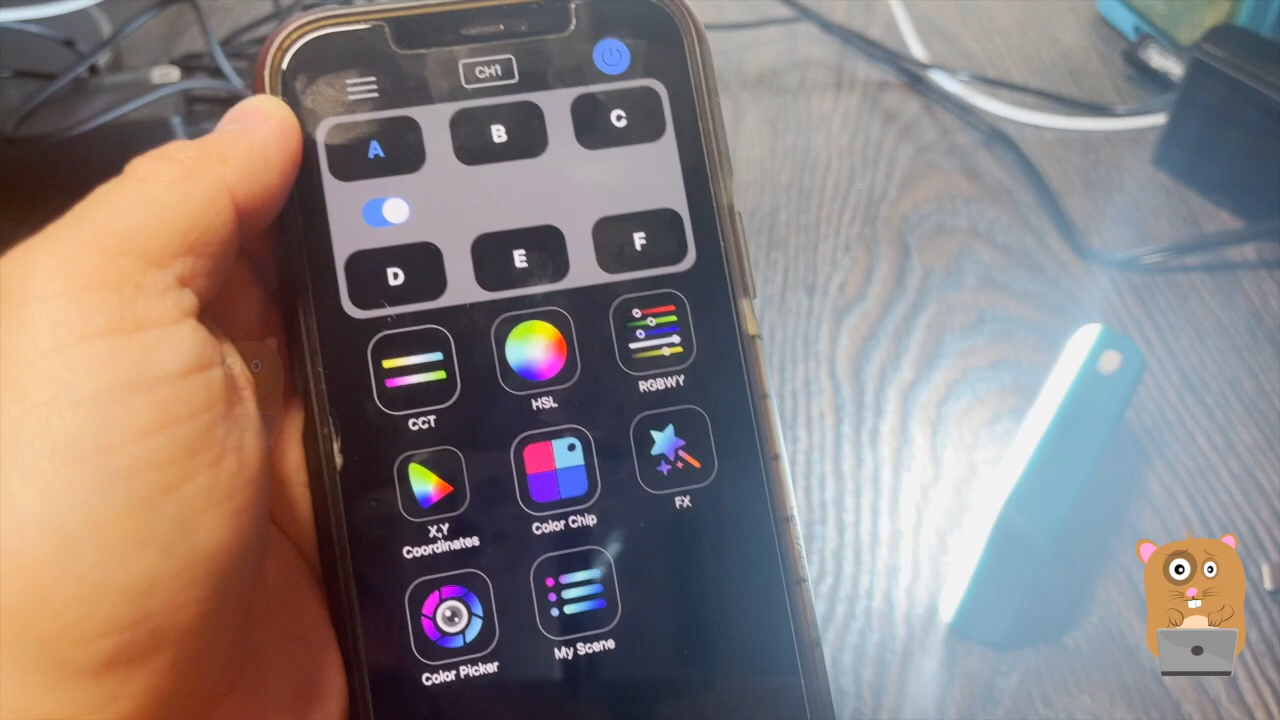 CH1
A
B
C
D
E
F
CCT
HSL
RGBWY
X,Y
Coordinates
Color Chip
FX
Color Picker
My Scene